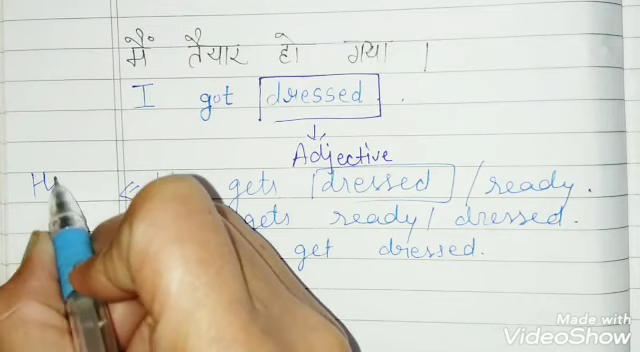 मैं तैयार हो गया |
I got dressed .
Adjective
gets dressed / ready .
gets ready / dressed .
get dressed .
Made with
VideoShow